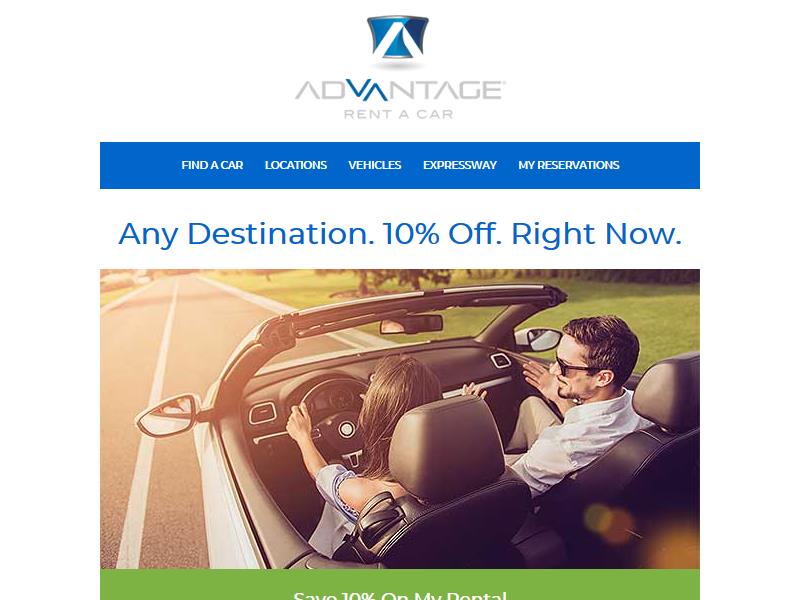 ADVANTAGE
RENT A CAR
FIND A CAR LOCATIONS VEHICLES EXPRESSWAY MY RESERVATIONS
Any Destination. 10% Off. Right Now.
Save 10% On My Rental